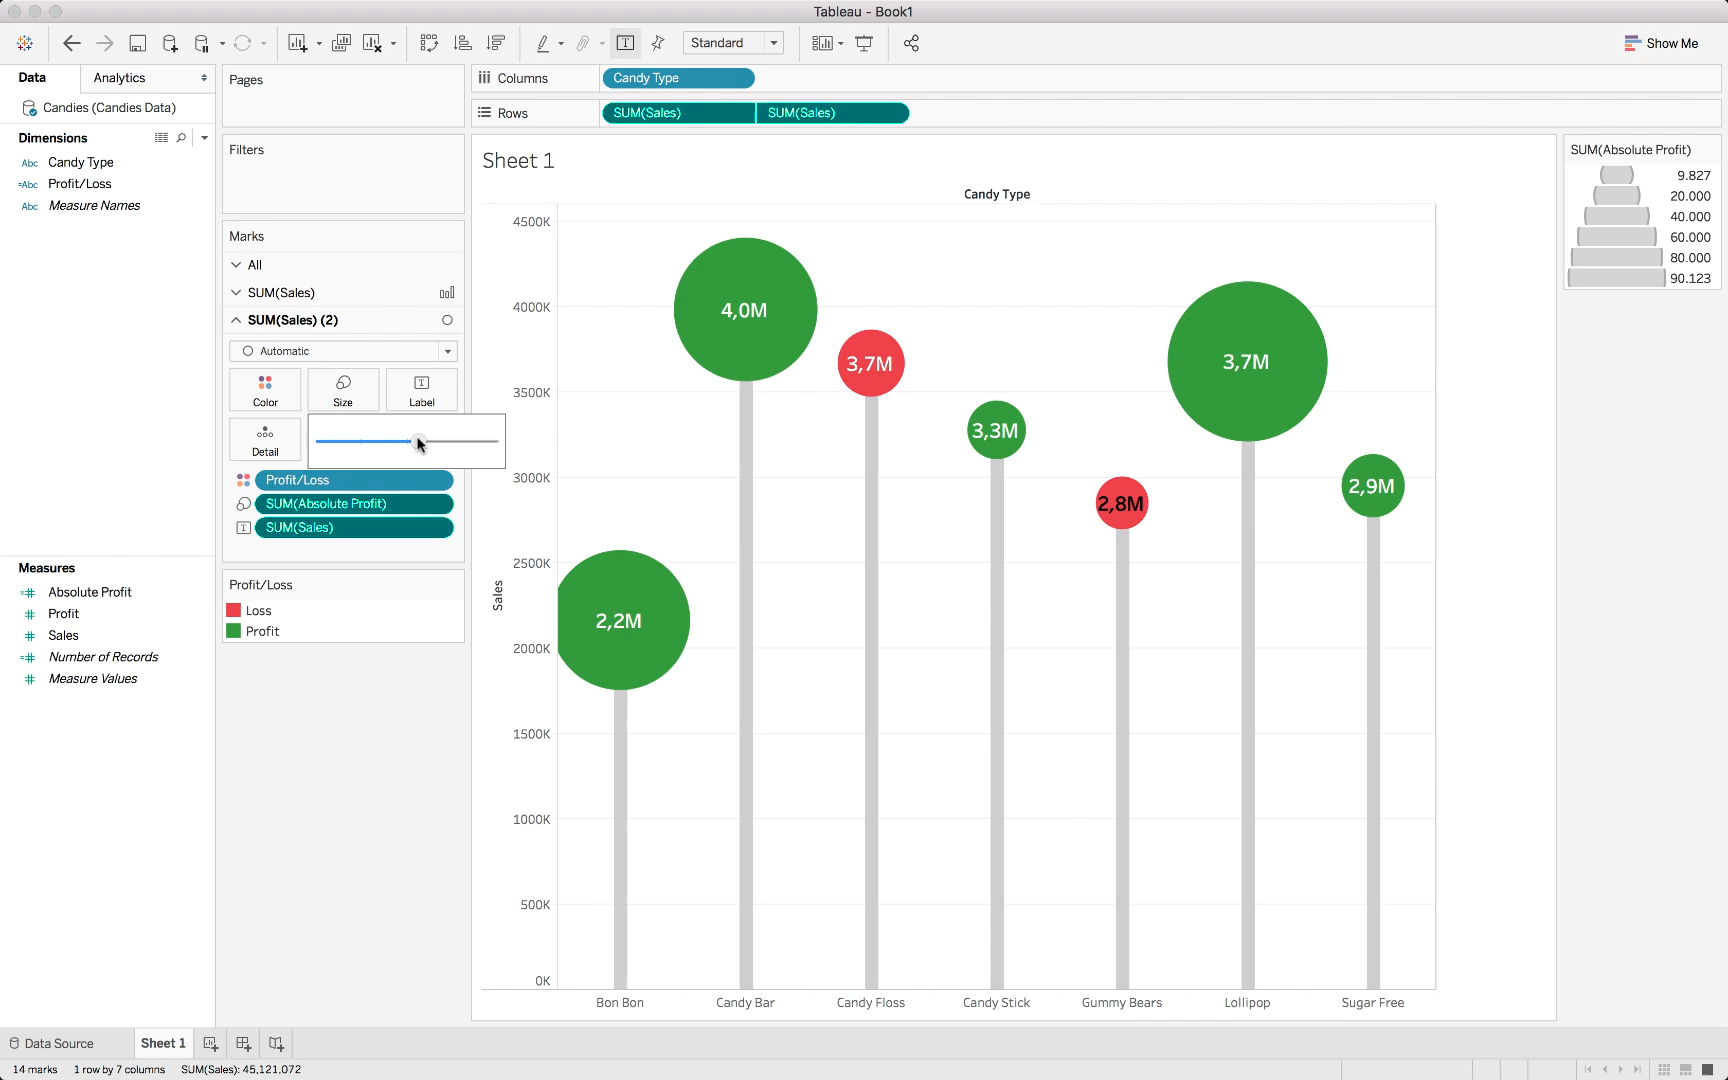 Tableau - Book1
Standard
Show Me
Data
Analytics
Candies (Candies Data)
Dimensions
Abc Candy Type
=Abc Profit/Loss
Abc Measure Names
Measures
=# Absolute Profit
# Profit
# Sales
=# Number of Records
# Measure Values
Pages
Filters
Marks
All
SUM(Sales)
SUM(Sales) (2)
Automatic
Color
Size
T
Label
Detail
Profit/Loss
SUM(Absolute Profit)
T SUM(Sales)
Profit/Loss
Loss
Profit
Columns
Candy Type
Rows
SUM(Sales)
SUM(Sales)
Sheet 1
Candy Type
4500K
4000K
3500K
3000K
2500K
2000K
1500K
1000K
500K
0K
Sales
2,2M
4,0M
3,7M
3,3M
2,8M
3,7M
2,9M
Bon Bon
Candy Bar
Candy Floss
Candy Stick
Gummy Bears
Lollipop
Sugar Free
SUM(Absolute Profit)
9.827
20.000
40.000
60.000
80.000
90.123
Data Source
Sheet 1
14 marks
1 row by 7 columns
SUM(Sales): 45,121,072